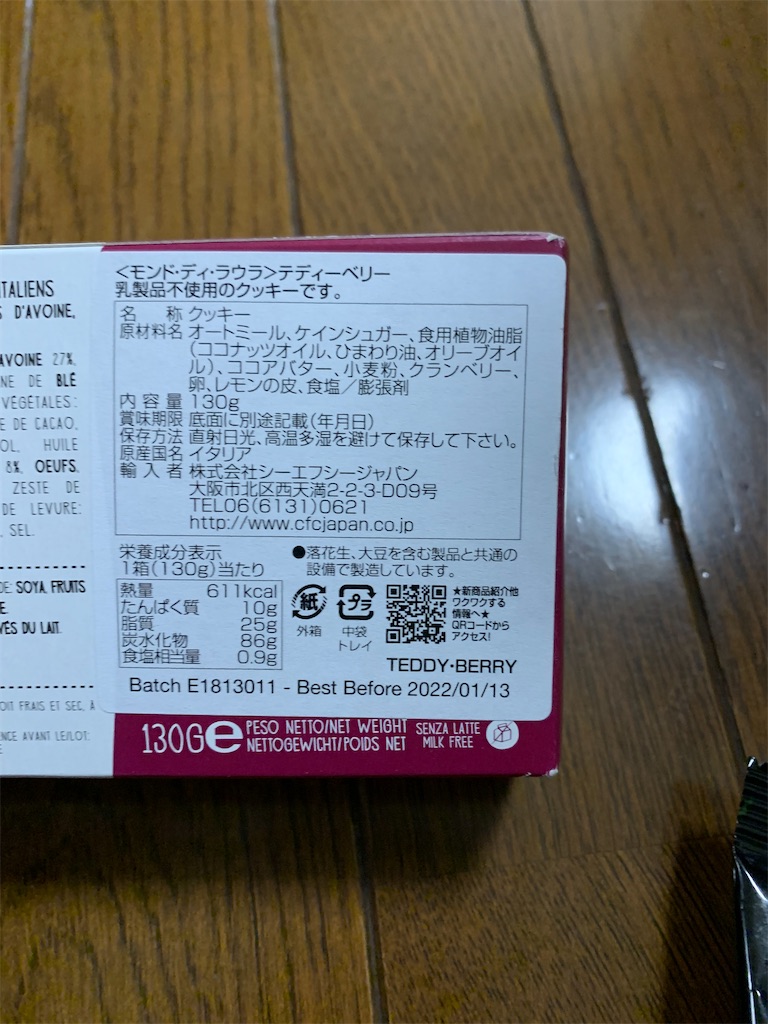 ITALIENS
S D'AVOINE,
AVOINE 27%,
NE DE BLÉ
VÉGÉTALES:
E DE CACAO,
OL, HUILE
8%, OEUFS,
ZESTE DE
DE LEVURE:
, SEL.
DE: SOYA, FRUITS
E.
VÉS DU LAIT.
OIT FRAIS ET SEC, À
ENCE AVANT LE/LOT:
E
<モンド・ディ・ラウラ>テディーベリー
乳製品不使用のクッキーです。
名 称 クッキー
原材料名 オートミール、ケインシュガー、食用植物油脂
(ココナッツオイル、ひまわり油、オリーブオイ
ル)、ココアバター、小麦粉、クランベリー、
卵、レモンの皮、食塩／膨張剤
内 容 量 130g
賞味期限 底面に別途記載(年月日)
保存方法 直射日光、高温多湿を避けて保存して下さい。
原産国名 イタリア
輸 入 者 株式会社シーエフシージャパン
大阪市北区西天満2-2-3-D09号
TEL06(6131)0621
http://www.cfcjapan.co.jp
栄養成分表示
1箱(130g)当たり
熱量 611kcal
たんぱく質 10g
脂質 25g
炭水化物 86g
食塩相当量 0.9g
●落花生、大豆を含む製品と共通の
設備で製造しています。
紙
外箱
プラ
中袋
トレイ
★新商品紹介他
ワクワクする
情報へ★
QRコードから
アクセス!
TEDDY・BERRY
Batch E1813011 - Best Before 2022/01/13
130G e PESO NETTO/NET WEIGHT
NETTOGEWICHT/POIDS NET
SENZA LATTE
MILK FREE